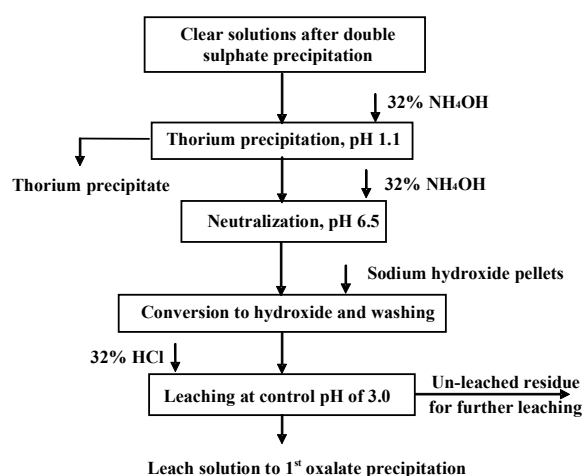 Clear solutions after double
sulphate precipitation
32% NH₄OH
Thorium precipitation, pH 1.1
Thorium precipitate
32% NH₄OH
Neutralization, pH 6.5
Sodium hydroxide pellets
Conversion to hydroxide and washing
32% HCl
Leaching at control pH of 3.0
Un-leached residue
for further leaching
Leach solution to 1ˢᵗ oxalate precipitation